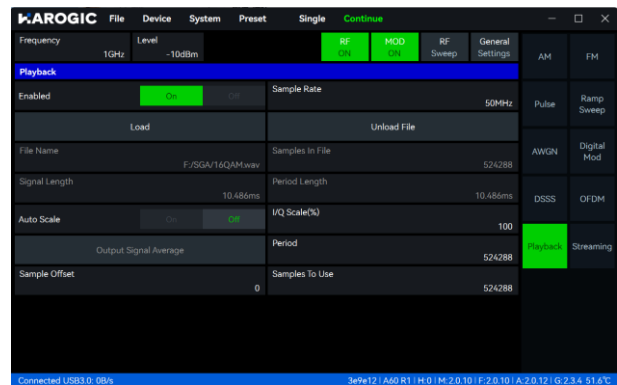 HAROGIC File Device System Preset Single Continue
Frequency
1GHz
Level
-10dBm
RF
ON
MOD
ON
RF
Sweep
General
Settings
AM
FM
Playback
Enabled On Off
Sample Rate
50MHz
Pulse
Ramp
Sweep
Load
Unload File
File Name
F:/SGA/16QAM.wav
Samples In File
524288
AWGN
Digital
Mod
Signal Length
10.486ms
Period Length
10.486ms
DSSS
OFDM
Auto Scale On Off
I/Q Scale(%)
100
Output Signal Average
Period
524288
Playback
Streaming
Sample Offset
0
Samples To Use
524288
Connected USB3.0: 0B/s
3e9e12 | A60 R1 | H:0 | M:2.0.10 | F:2.0.10 | A:2.0.12 | G:2.3.4 51.6°C